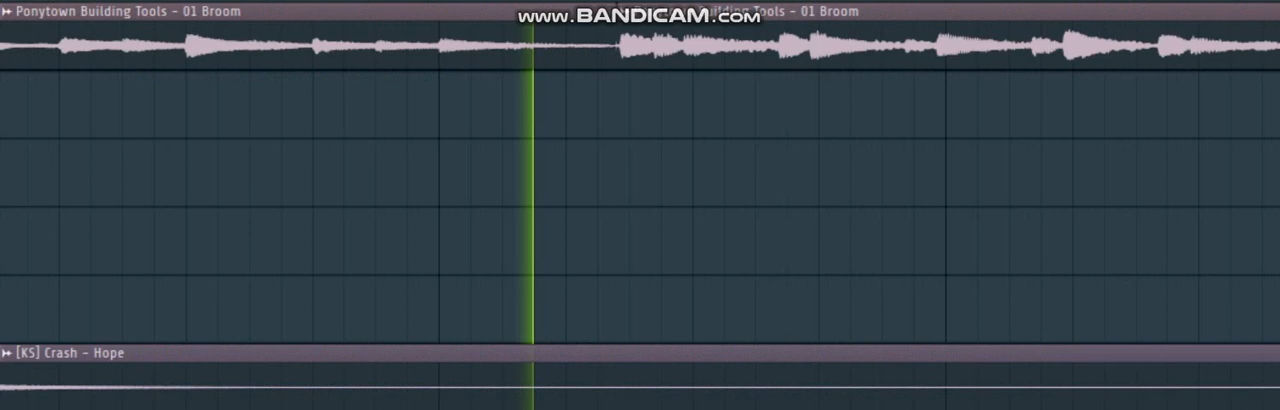 Ponytown Building Tools - 01 Broom
www.BANDICAM.com
Tools - 01 Broom
[KS] Crash - Hope